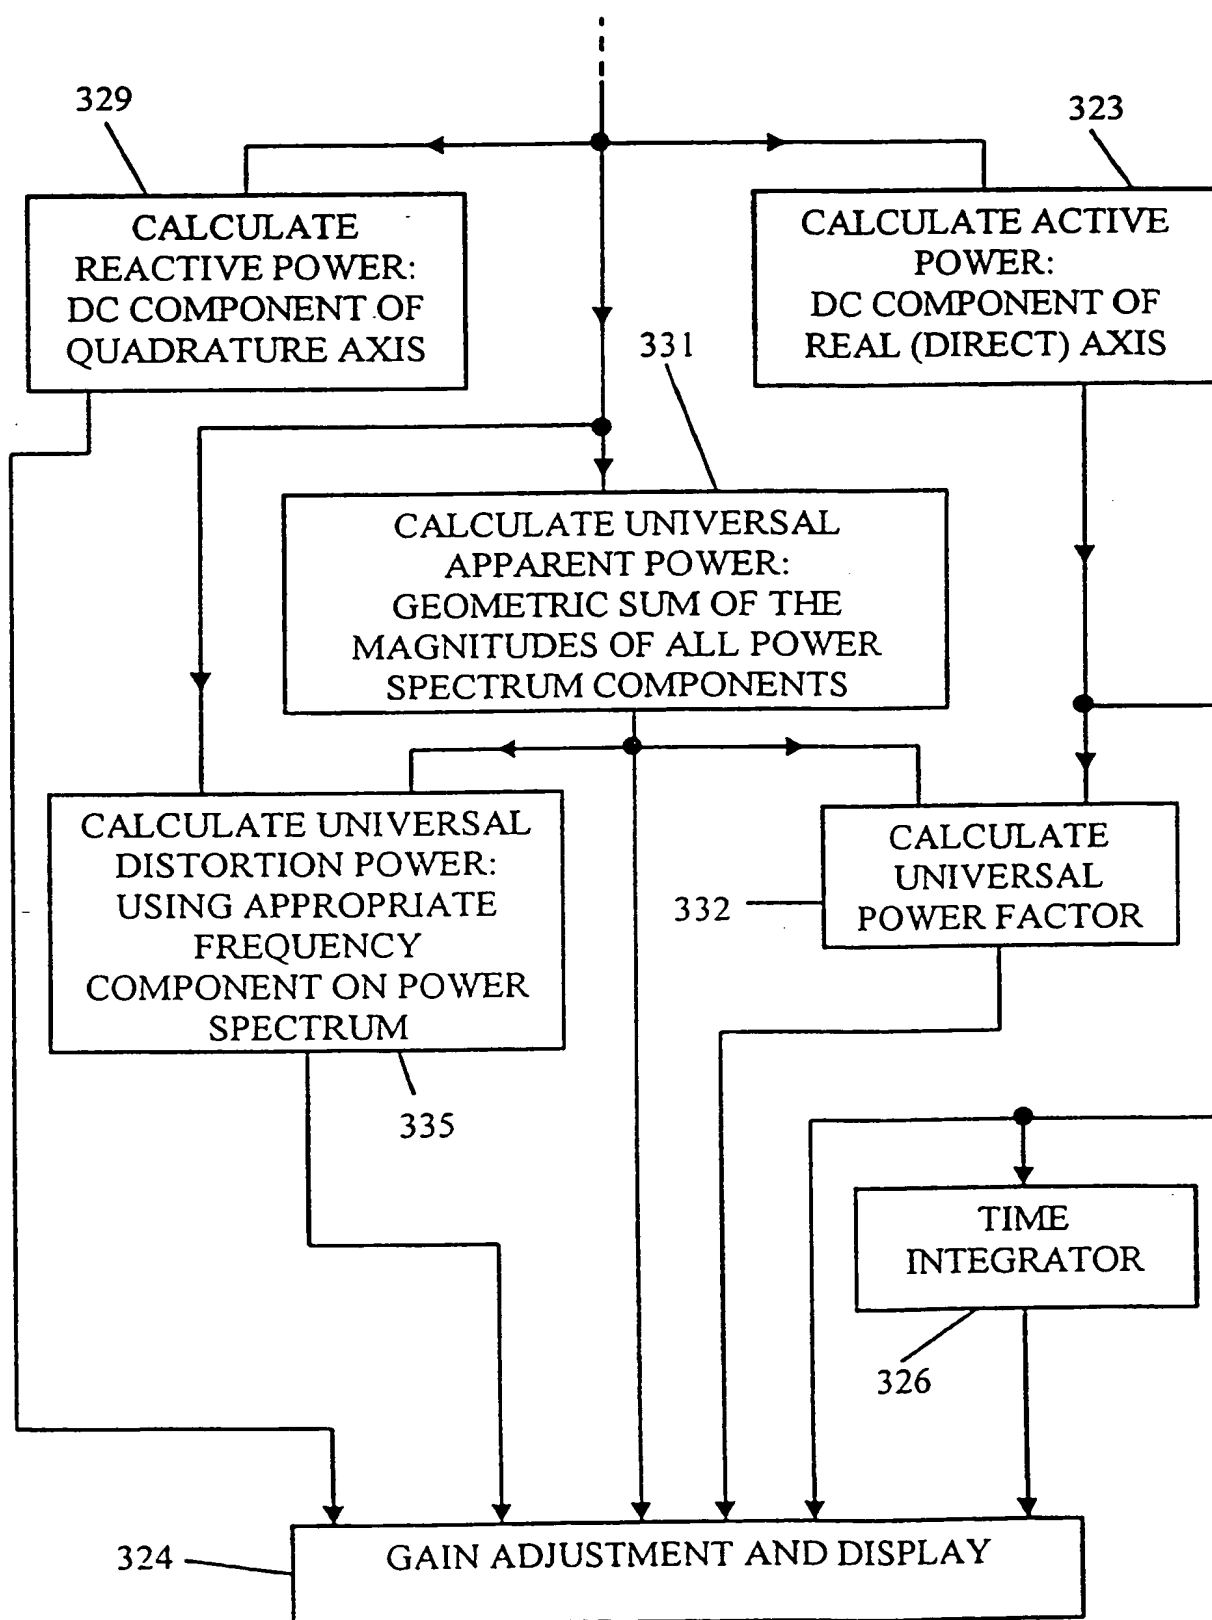 329
323
CALCULATE
REACTIVE POWER:
DC COMPONENT OF
QUADRATURE AXIS
CALCULATE ACTIVE
POWER:
DC COMPONENT OF
REAL (DIRECT) AXIS
331
CALCULATE UNIVERSAL
APPARENT POWER:
GEOMETRIC SUM OF THE
MAGNITUDES OF ALL POWER
SPECTRUM COMPONENTS
CALCULATE UNIVERSAL
DISTORTION POWER:
USING APPROPRIATE
FREQUENCY
COMPONENT ON POWER
SPECTRUM
335
332
CALCULATE
UNIVERSAL
POWER FACTOR
TIME
INTEGRATOR
326
324
GAIN ADJUSTMENT AND DISPLAY